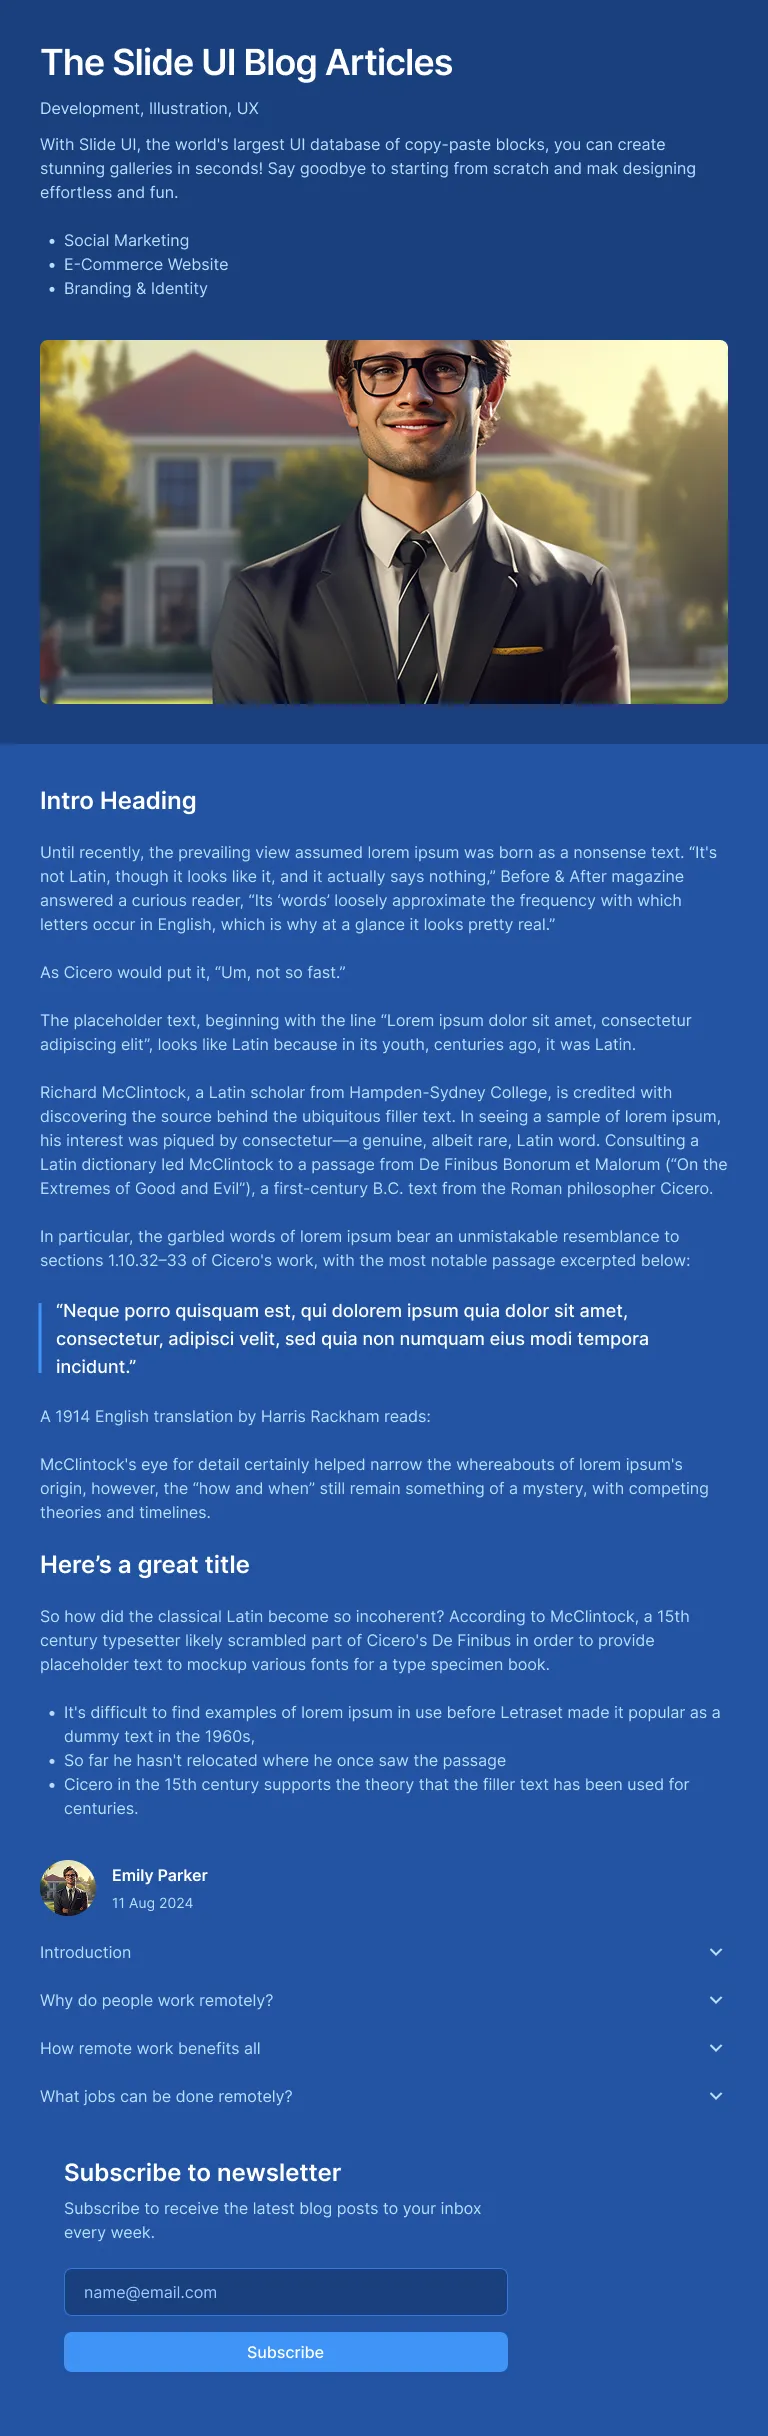 The Slide UI Blog Articles
Development, Illustration, UX
With Slide UI, the world's largest UI database of copy-paste blocks, you can create
stunning galleries in seconds! Say goodbye to starting from scratch and mak designing
effortless and fun.
• Social Marketing
• E-Commerce Website
• Branding & Identity
Intro Heading
Until recently, the prevailing view assumed lorem ipsum was born as a nonsense text. “It's
not Latin, though it looks like it, and it actually says nothing,” Before & After magazine
answered a curious reader, “Its ‘words’ loosely approximate the frequency with which
letters occur in English, which is why at a glance it looks pretty real.”
As Cicero would put it, “Um, not so fast.”
The placeholder text, beginning with the line “Lorem ipsum dolor sit amet, consectetur
adipiscing elit”, looks like Latin because in its youth, centuries ago, it was Latin.
Richard McClintock, a Latin scholar from Hampden-Sydney College, is credited with
discovering the source behind the ubiquitous filler text. In seeing a sample of lorem ipsum,
his interest was piqued by consectetur—a genuine, albeit rare, Latin word. Consulting a
Latin dictionary led McClintock to a passage from De Finibus Bonorum et Malorum (“On the
Extremes of Good and Evil”), a first-century B.C. text from the Roman philosopher Cicero.
In particular, the garbled words of lorem ipsum bear an unmistakable resemblance to
sections 1.10.32–33 of Cicero's work, with the most notable passage excerpted below:
“Neque porro quisquam est, qui dolorem ipsum quia dolor sit amet,
consectetur, adipisci velit, sed quia non numquam eius modi tempora
incidunt.”
A 1914 English translation by Harris Rackham reads:
McClintock's eye for detail certainly helped narrow the whereabouts of lorem ipsum's
origin, however, the “how and when” still remain something of a mystery, with competing
theories and timelines.
Here’s a great title
So how did the classical Latin become so incoherent? According to McClintock, a 15th
century typesetter likely scrambled part of Cicero's De Finibus in order to provide
placeholder text to mockup various fonts for a type specimen book.
• It's difficult to find examples of lorem ipsum in use before Letraset made it popular as a
dummy text in the 1960s,
• So far he hasn't relocated where he once saw the passage
• Cicero in the 15th century supports the theory that the filler text has been used for
centuries.
Emily Parker
11 Aug 2024
Introduction
Why do people work remotely?
How remote work benefits all
What jobs can be done remotely?
Subscribe to newsletter
Subscribe to receive the latest blog posts to your inbox
every week.
name@email.com
Subscribe